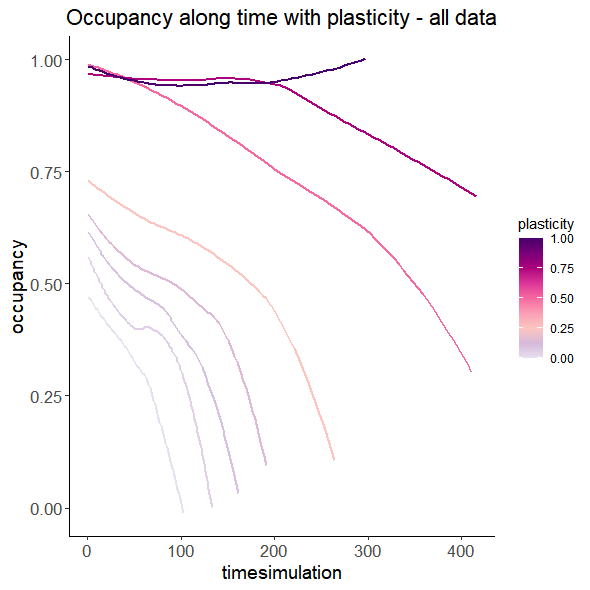 Occupancy along time with plasticity - all data
occupancy
1.00
0.75
0.50
0.25
0.00
0 100 200 300 400
timesimulation
plasticity
1.00
0.75
0.50
0.25
0.00